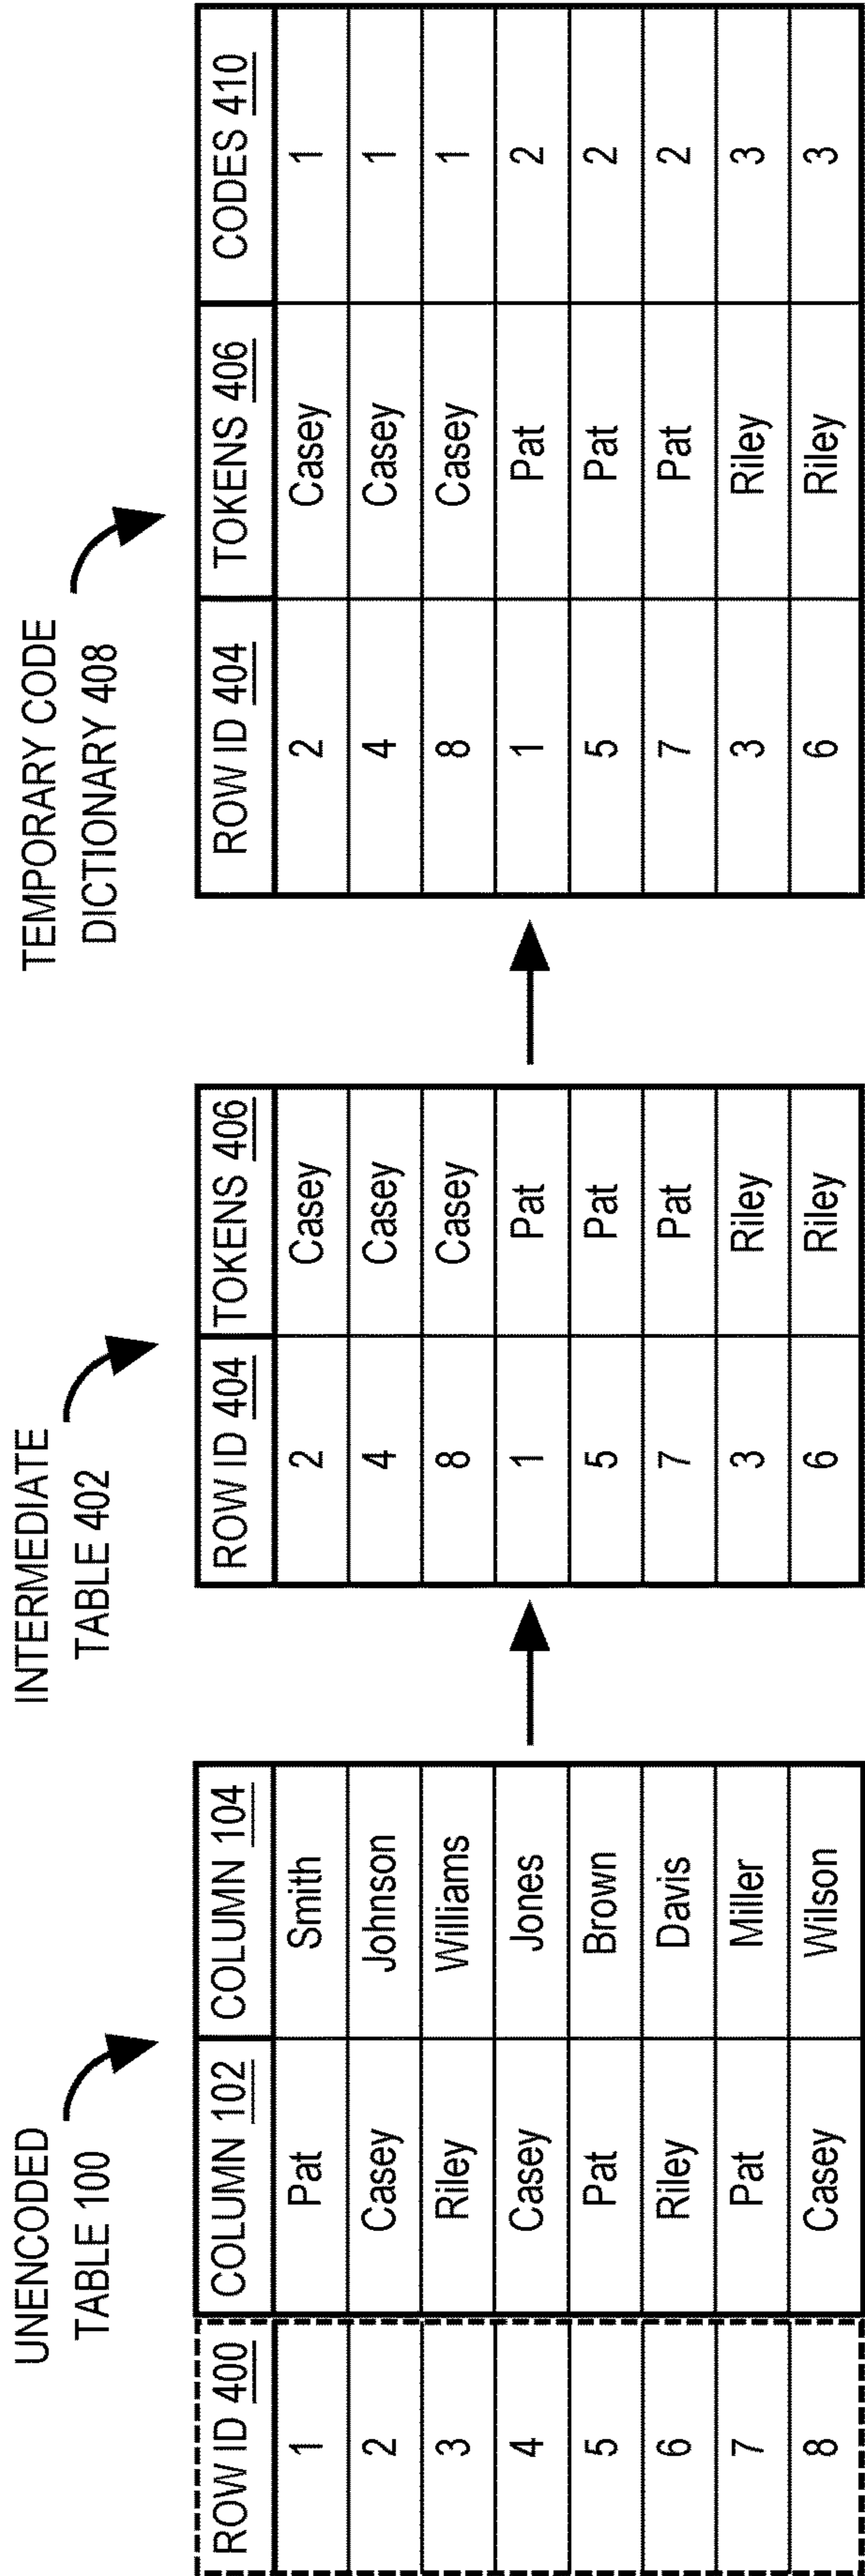 UNENCODED
TABLE 100
ROW ID 400 COLUMN 102 COLUMN 104
1 Pat Smith
2 Casey Johnson
3 Riley Williams
4 Casey Jones
5 Pat Brown
6 Riley Davis
7 Pat Miller
8 Casey Wilson
INTERMEDIATE
TABLE 402
ROW ID 404 TOKENS 406
2 Casey
4 Casey
8 Casey
1 Pat
5 Pat
7 Pat
3 Riley
6 Riley
TEMPORARY CODE
DICTIONARY 408
ROW ID 404 TOKENS 406 CODES 410
2 Casey 1
4 Casey 1
8 Casey 1
1 Pat 2
5 Pat 2
7 Pat 2
3 Riley 3
6 Riley 3